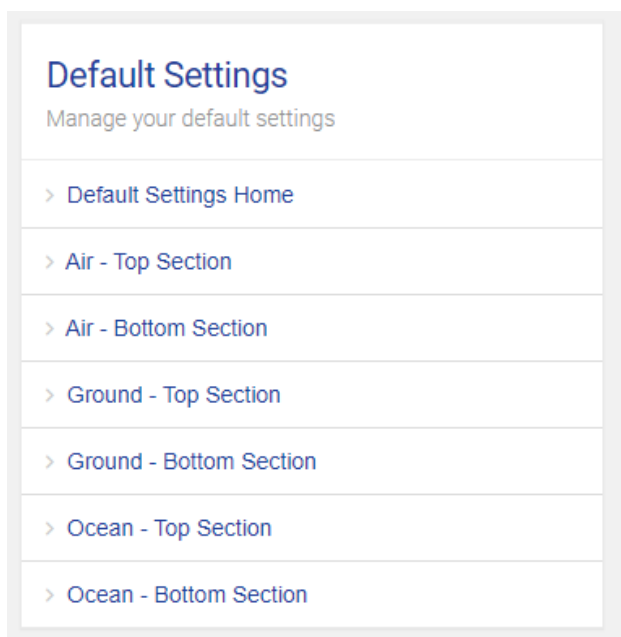 Default Settings
Manage your default settings
Default Settings Home
Air - Top Section
Air - Bottom Section
Ground - Top Section
Ground - Bottom Section
Ocean - Top Section
Ocean - Bottom Section